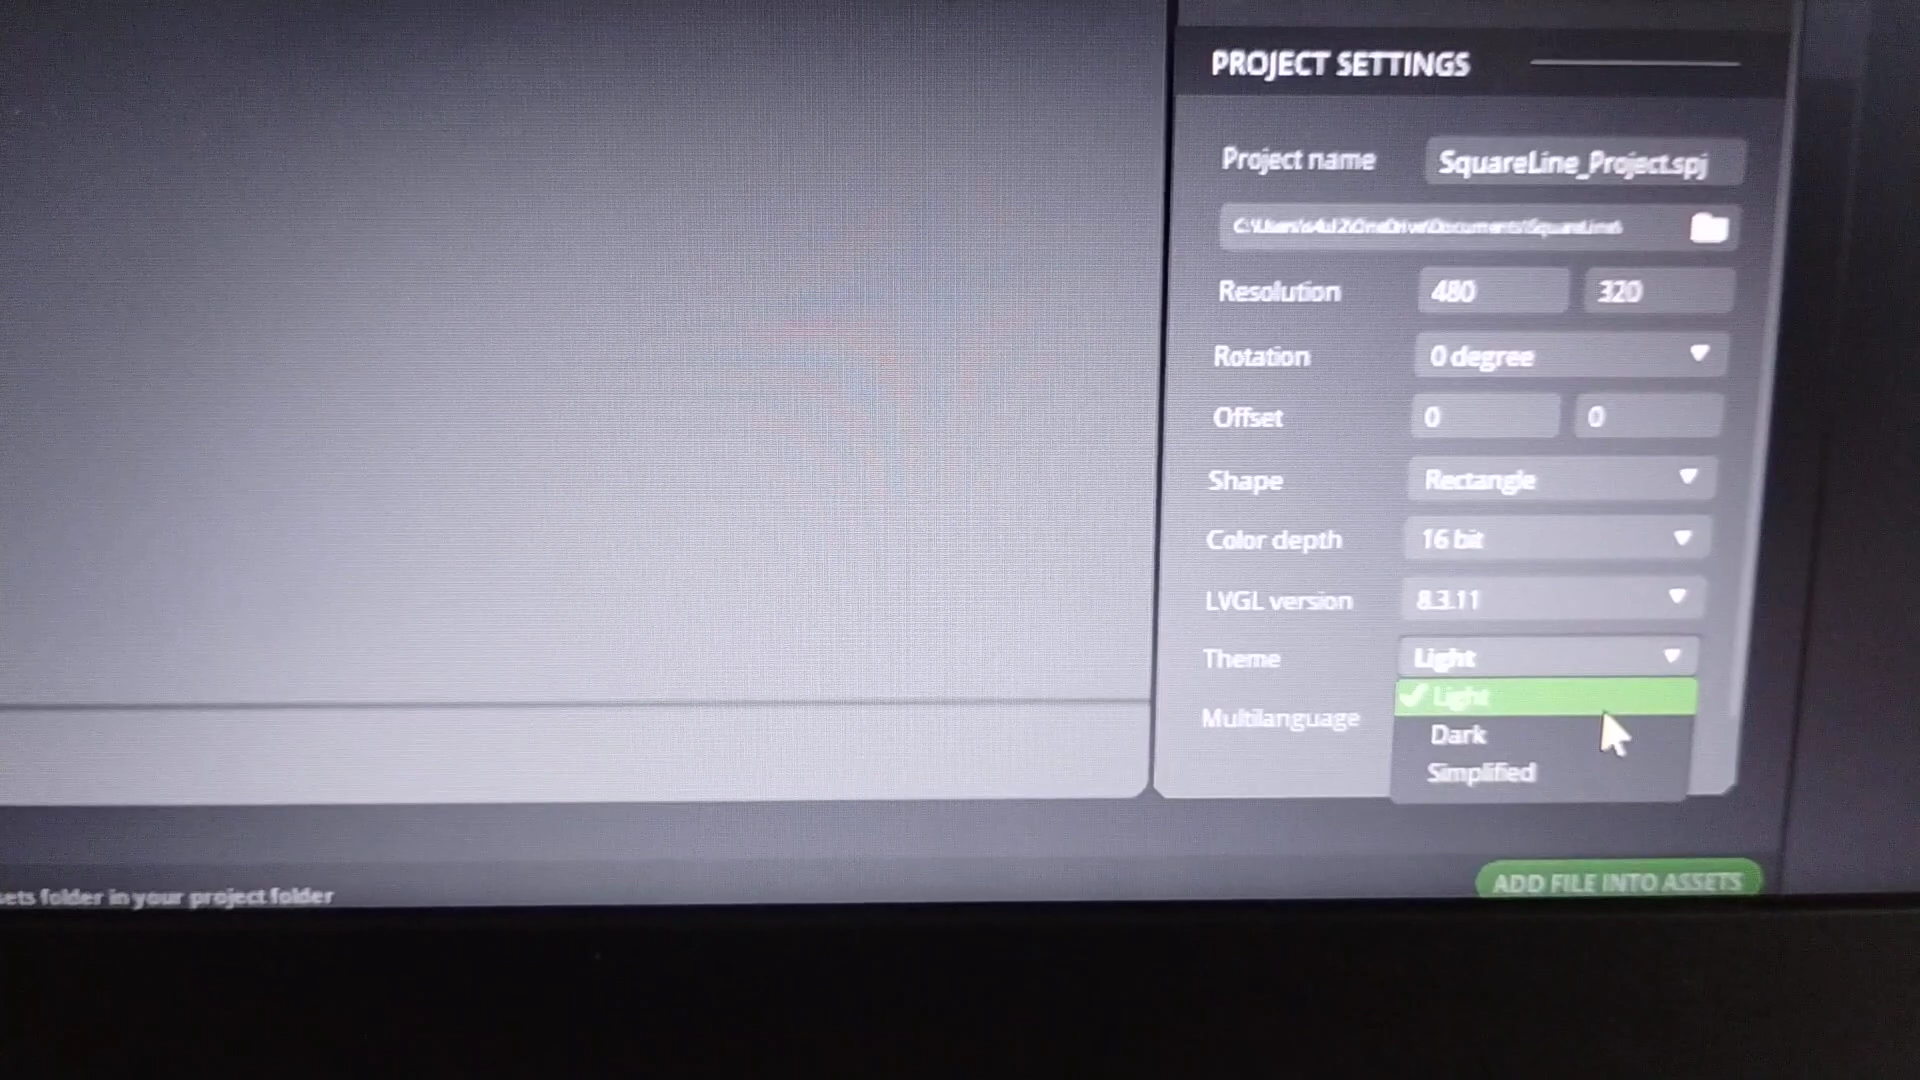 PROJECT SETTINGS
Project name SquareLine_Project.spj
Resolution 480 320
Rotation 0 degree
Offset 0 0
Shape Rectangle
Color depth 16 bit
LVGL version 8.3.11
Theme Light
Light
Multilanguage
Dark
Simplified
ADD FILE INTO ASSETS
sets folder in your project folder